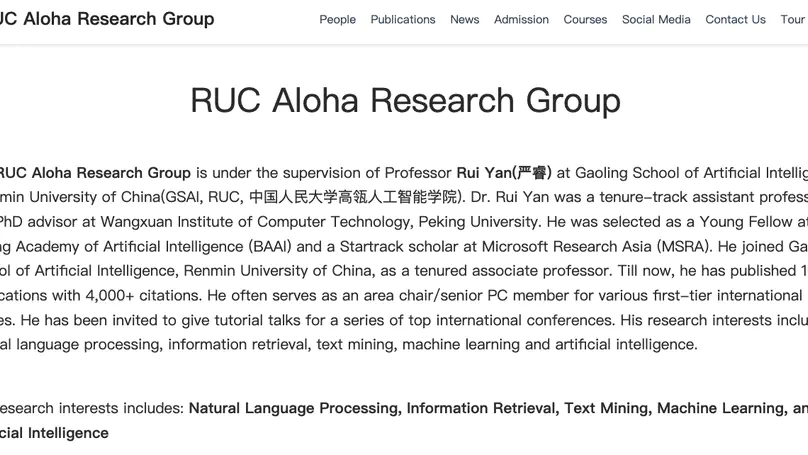 RUC Aloha Research Group People Publications News Admission Courses Social Media Contact Us Tour
RUC Aloha Research Group
RUC Aloha Research Group is under the supervision of Professor Rui Yan(严睿) at Gaoling School of Artificial Intellig
min University of China(GSAI, RUC, 中国人民大学高瓴人工智能学院). Dr. Rui Yan was a tenure-track assistant profess
PhD advisor at Wangxuan Institute of Computer Technology, Peking University. He was selected as a Young Fellow at
ng Academy of Artificial Intelligence (BAAI) and a Startrack scholar at Microsoft Research Asia (MSRA). He joined Ga
ol of Artificial Intelligence, Renmin University of China, as a tenured associate professor. Till now, he has published 1
cations with 4,000+ citations. He often serves as an area chair/senior PC member for various first-tier international
es. He has been invited to give tutorial talks for a series of top international conferences. His research interests inclu
al language processing, information retrieval, text mining, machine learning and artificial intelligence.
esearch interests includes: Natural Language Processing, Information Retrieval, Text Mining, Machine Learning, an
cial Intelligence